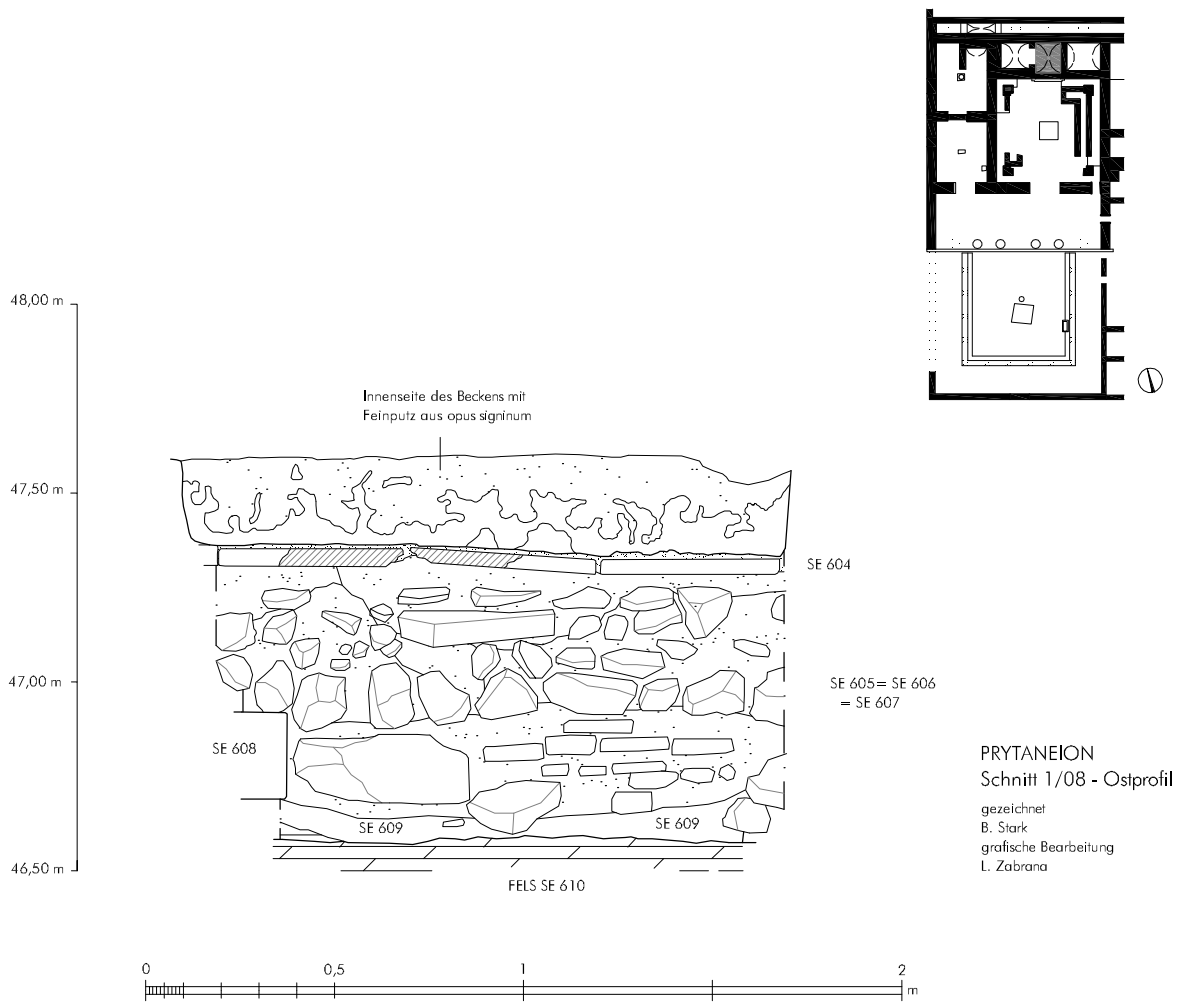 48,00 m
Innenseite des Beckens mit
Feinputz aus opus signinum
47,50 m
SE 604
47,00 m
SE 605= SE 606
= SE 607
SE 608
PRYTANEION
Schnitt 1/08 - Ostprofil
gezeichnet
B. Stark
grafische Bearbeitung
L. Zabrana
SE 609
SE 609
46,50 m
FELS SE 610
0
0,5
1
2
m